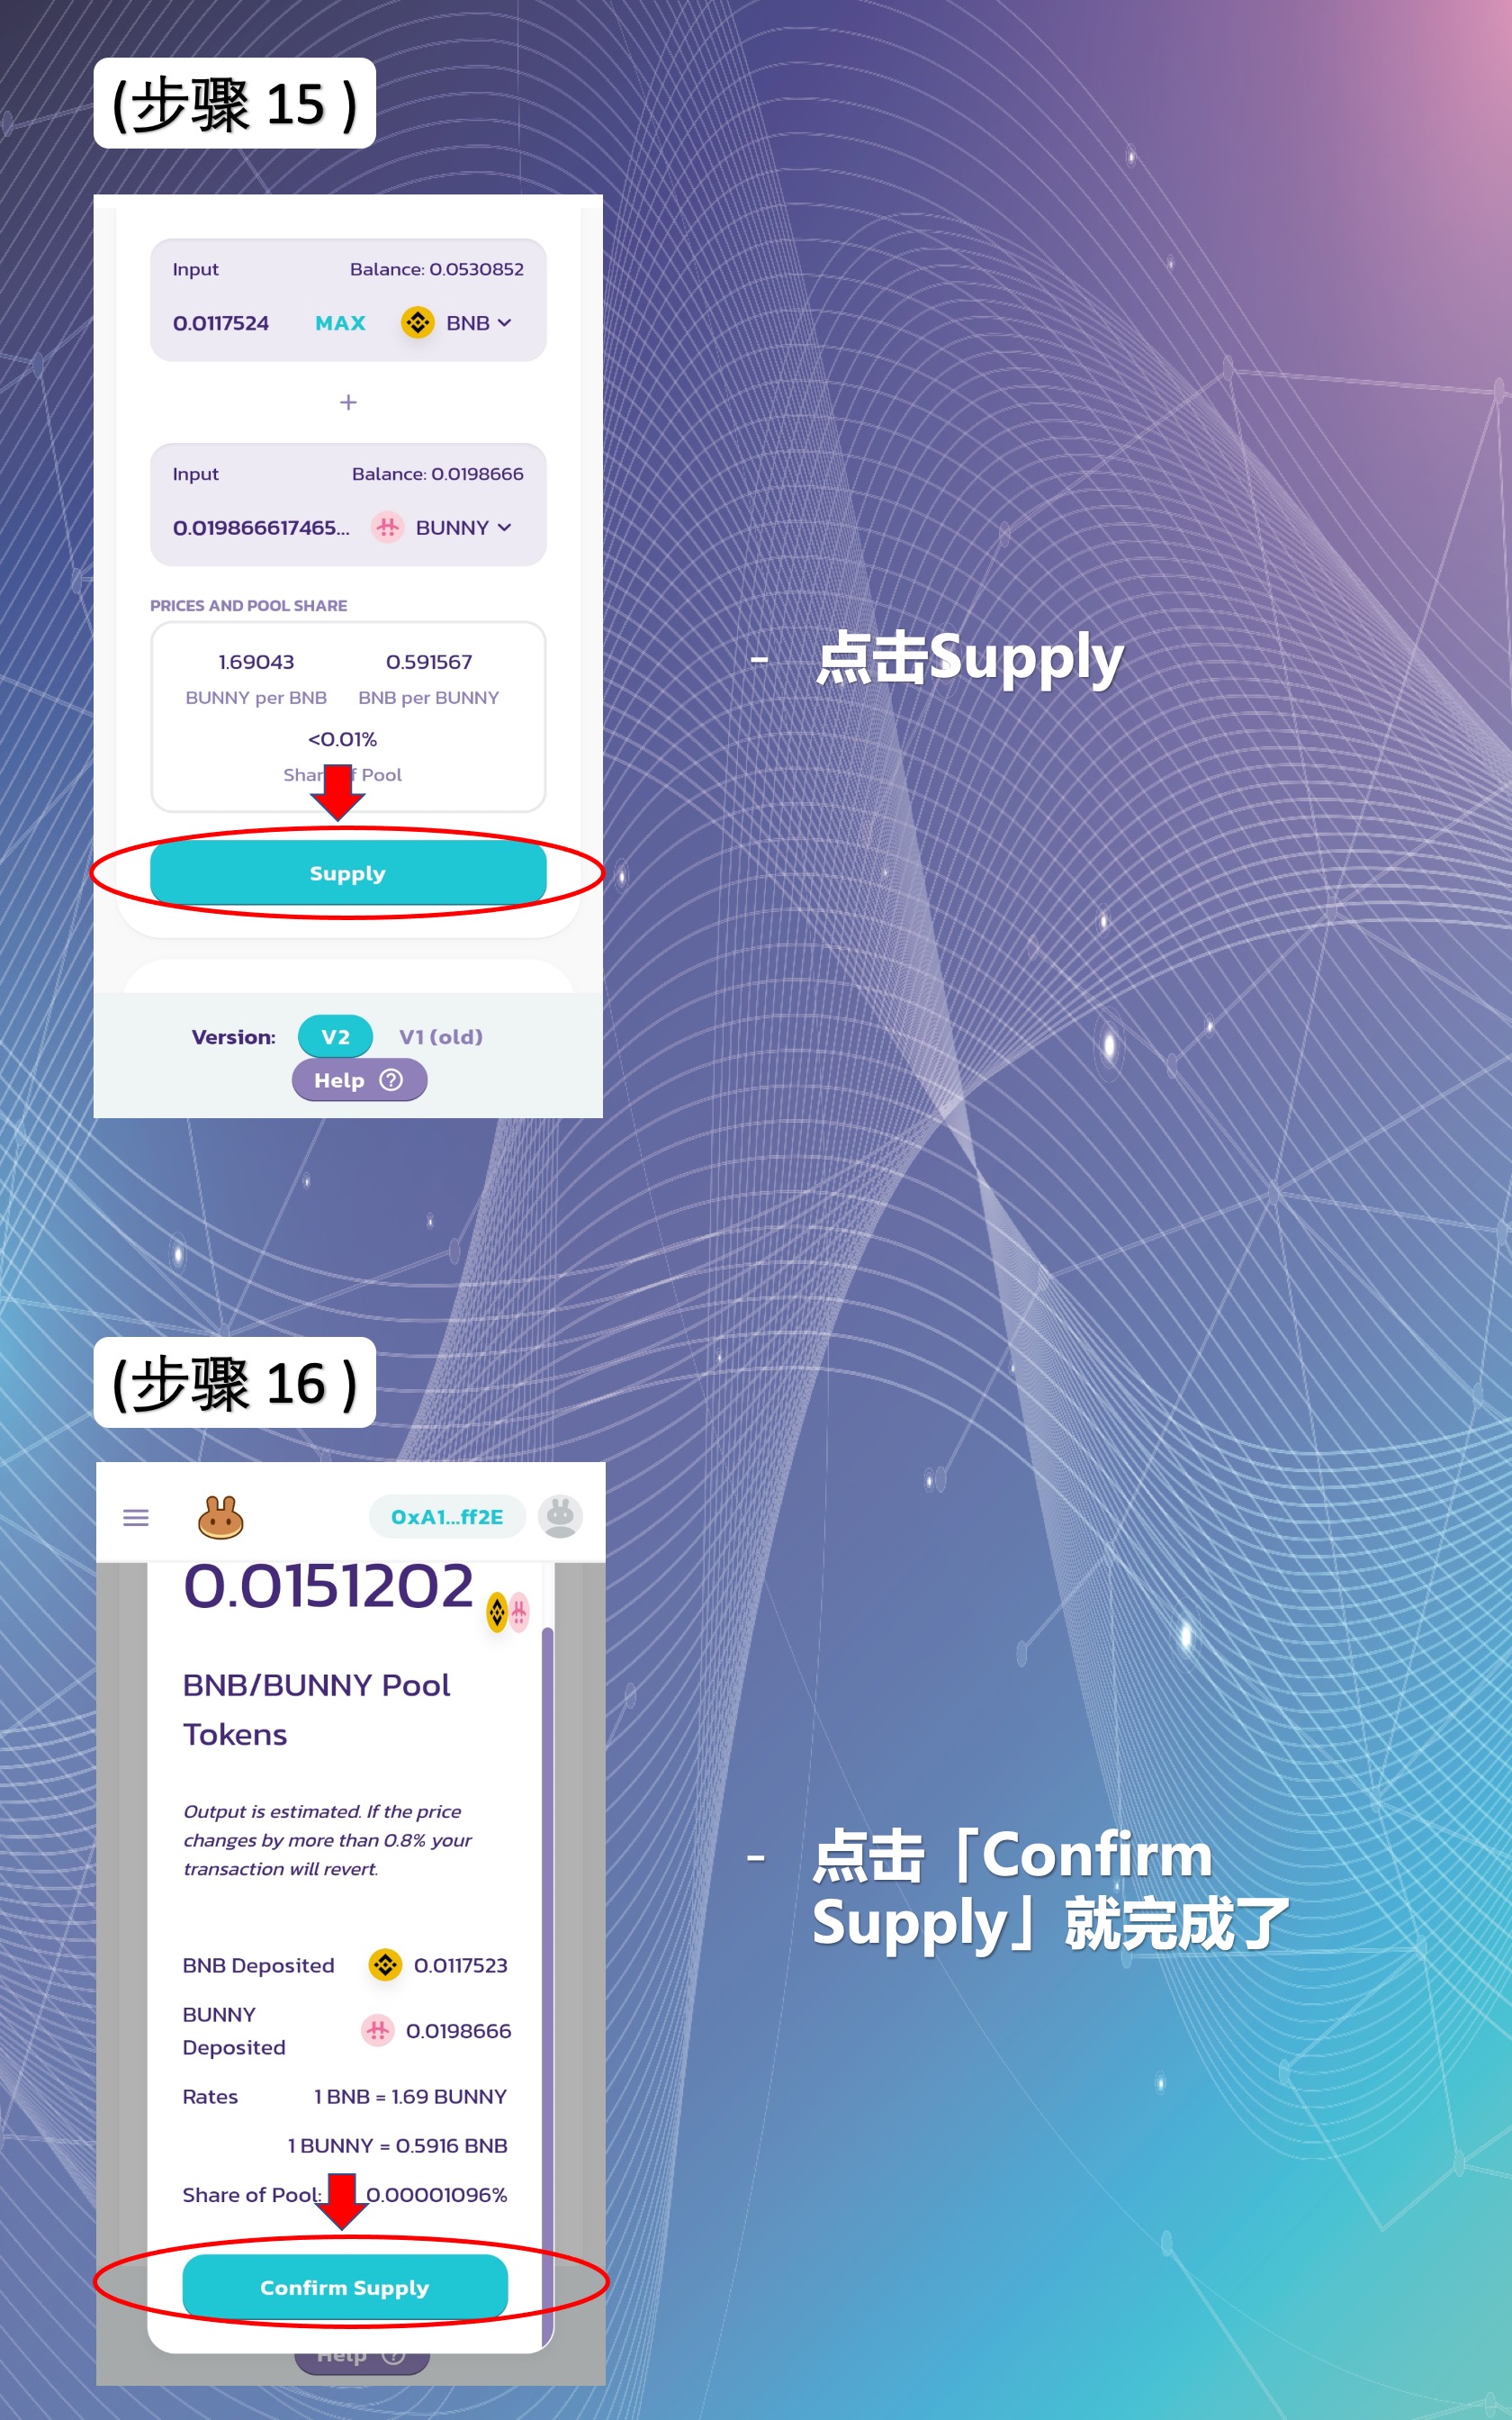 (步骤 15 )
Input Balance: 0.0530852
0.0117524 MAX BNB
+
Input Balance: 0.0198666
0.019866617465... BUNNY
PRICES AND POOL SHARE
1.69043 0.591567
BUNNY per BNB BNB per BUNNY
<0.01%
Shar f Pool
Supply
Version: V2 V1 (old)
Help ?
- 点击Supply
(步骤 16 )
0xA1...ff2E
0.0151202
BNB/BUNNY Pool
Tokens
Output is estimated. If the price
changes by more than 0.8% your
transaction will revert.
BNB Deposited 0.0117523
BUNNY
Deposited 0.0198666
Rates 1 BNB = 1.69 BUNNY
1 BUNNY = 0.5916 BNB
Share of Pool: 0.00001096%
Confirm Supply
Help ?
- 点击「Confirm
Supply」就完成了